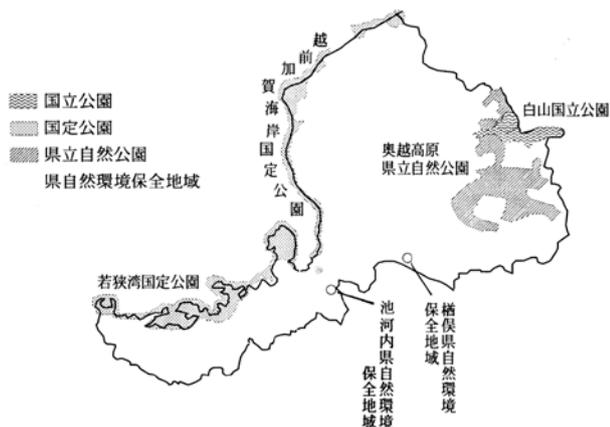 国立公園
国定公園
県立自然公園
県自然環境保全地域
越前加賀海岸国定公園
白山国立公園
奥越高原
県立自然公園
若狭湾国定公園
楢俣県自然環境
保全地域
池河内県自然環境
保全地域